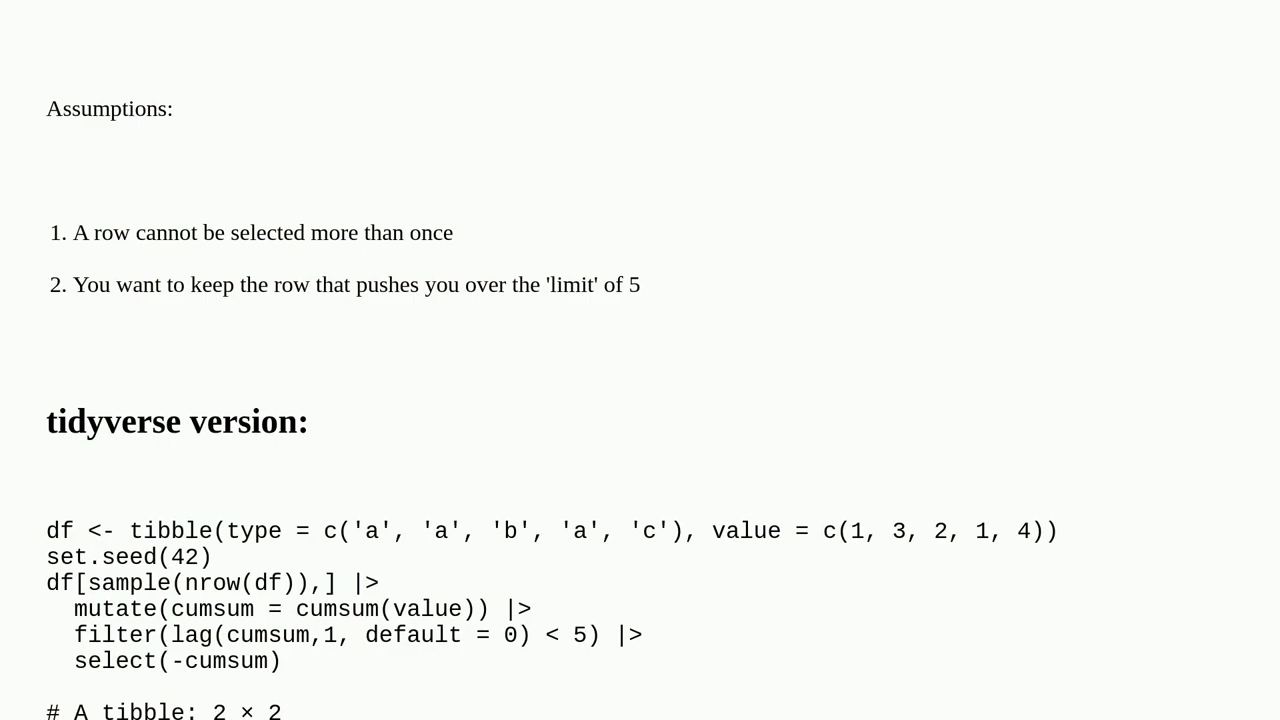 Assumptions:
1. A row cannot be selected more than once
2. You want to keep the row that pushes you over the 'limit' of 5
tidyverse version:
df <- tibble(type = c('a', 'a', 'b', 'a', 'c'), value = c(1, 3, 2, 1, 4))
set.seed(42)
df[sample(nrow(df)),] |>
  mutate(cumsum = cumsum(value)) |>
  filter(lag(cumsum,1, default = 0) < 5) |>
  select(-cumsum)
# A tibble: 2 × 2